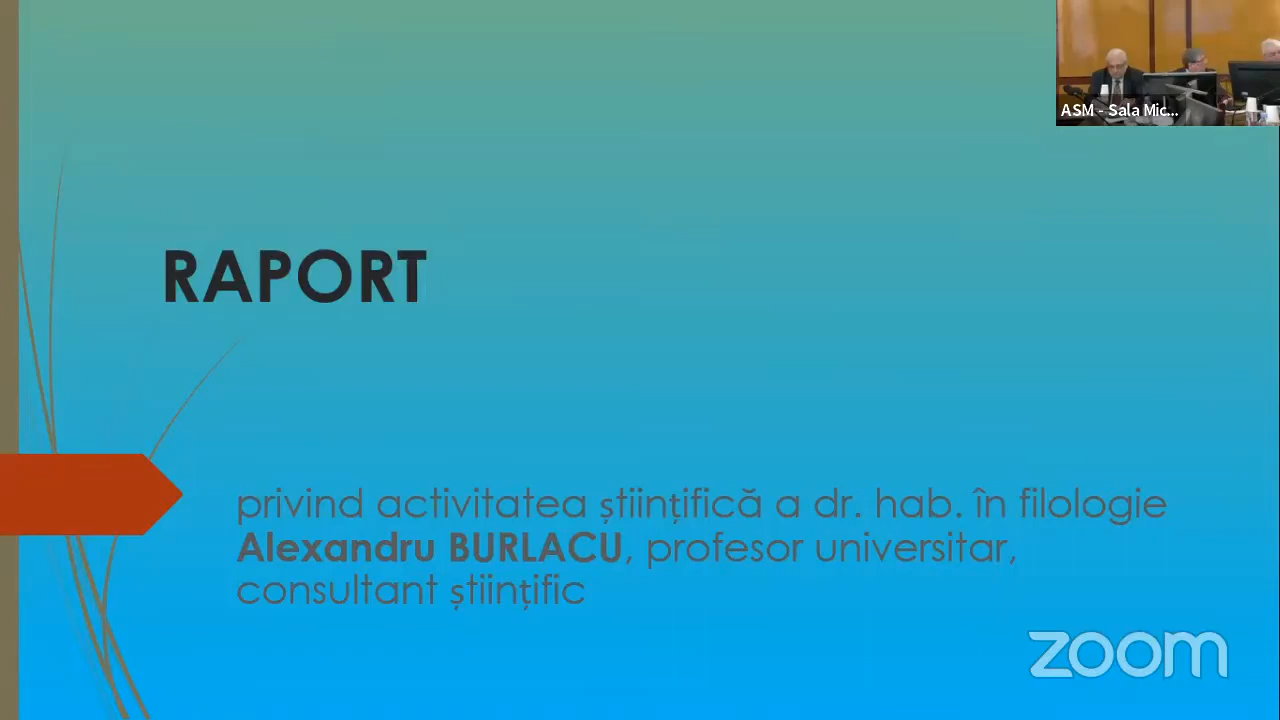 ASM - Sala Mic...
RAPORT
privind activitatea științifică a dr. hab. în filologie
Alexandru BURLACU, profesor universitar,
consultant științific
zoom